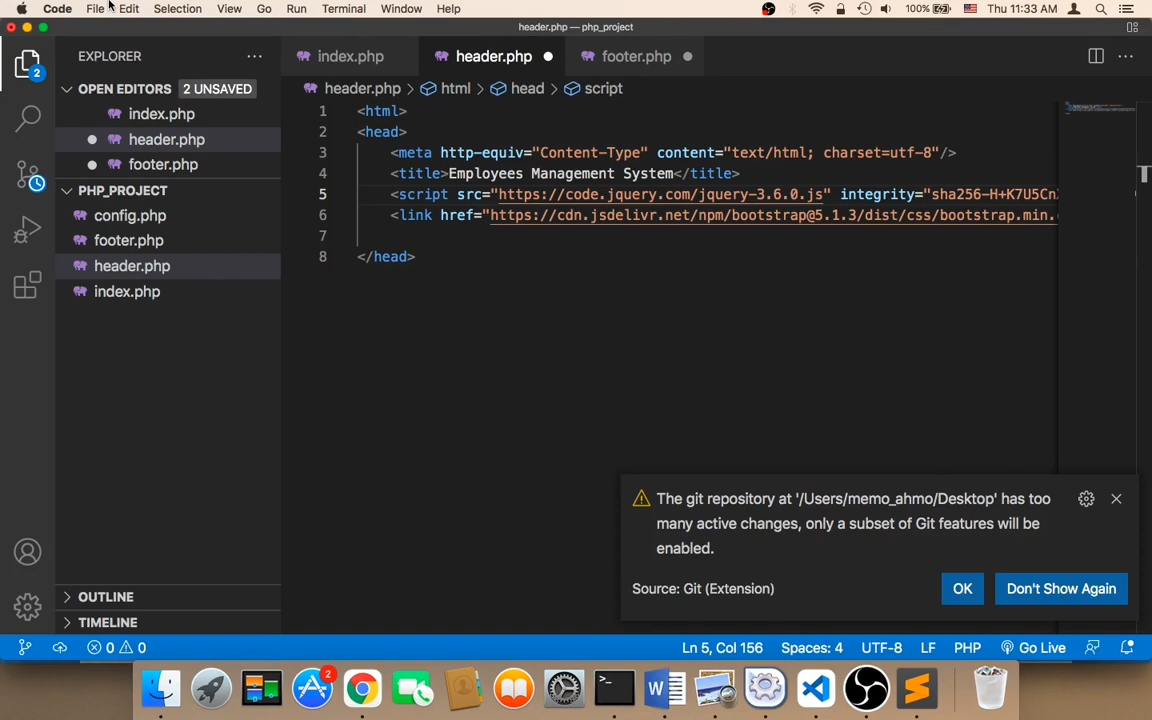 Code File Edit Selection View Go Run Terminal Window Help 100% Thu 11:33 AM
header.php — php_project
EXPLORER
index.php header.php footer.php
OPEN EDITORS 2 UNSAVED
header.php > html > head > script
index.php
header.php
footer.php
PHP_PROJECT
config.php
footer.php
header.php
index.php
1 <html>
2 <head>
3 <meta http-equiv="Content-Type" content="text/html; charset=utf-8"/>
4 <title>Employees Management System</title>
5 <script src="https://code.jquery.com/jquery-3.6.0.js" integrity="sha256-H+K7U5Cn
6 <link href="https://cdn.jsdelivr.net/npm/bootstrap@5.1.3/dist/css/bootstrap.min.
7
8 </head>
2
The git repository at '/Users/memo_ahmo/Desktop' has too
many active changes, only a subset of Git features will be
enabled.
Source: Git (Extension)
OK
Don't Show Again
OUTLINE
TIMELINE
0 0 Ln 5, Col 156 Spaces: 4 UTF-8 LF PHP Go Live
2